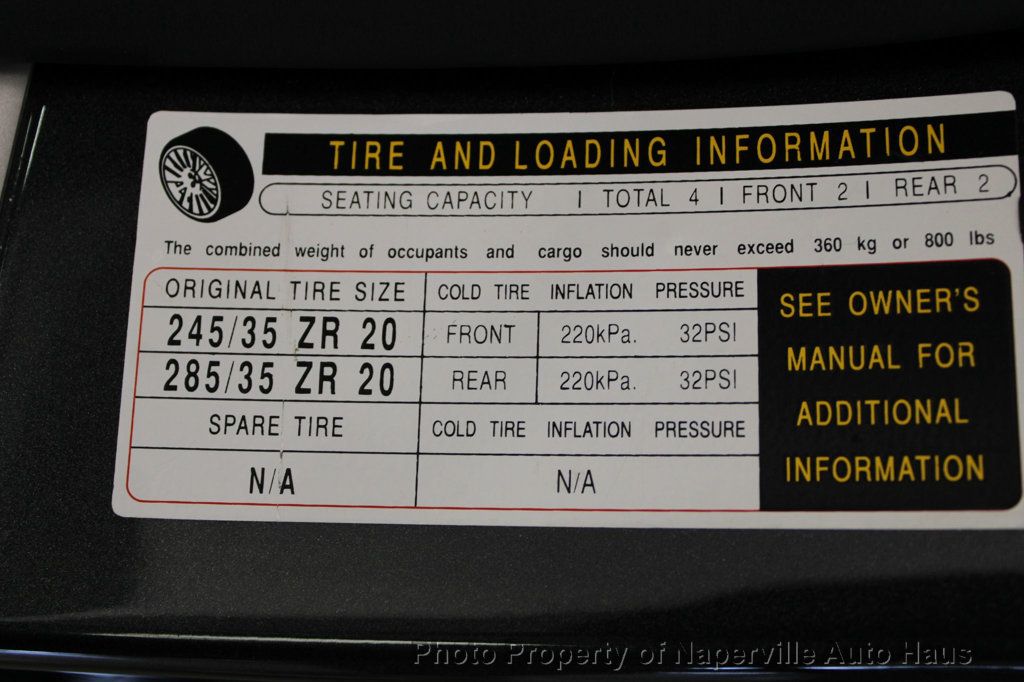 TIRE AND LOADING INFORMATION
SEATING CAPACITY | TOTAL 4 | FRONT 2 | REAR 2
The combined weight of occupants and cargo should never exceed 360 kg or 800 lbs
ORIGINAL TIRE SIZE COLD TIRE INFLATION PRESSURE
245/35 ZR 20 FRONT 220kPa. 32PSI
285/35 ZR 20 REAR 220kPa. 32PSI
SPARE TIRE COLD TIRE INFLATION PRESSURE
N/A N/A
SEE OWNER'S
MANUAL FOR
ADDITIONAL
INFORMATION
Photo Property of Naperville Auto Haus